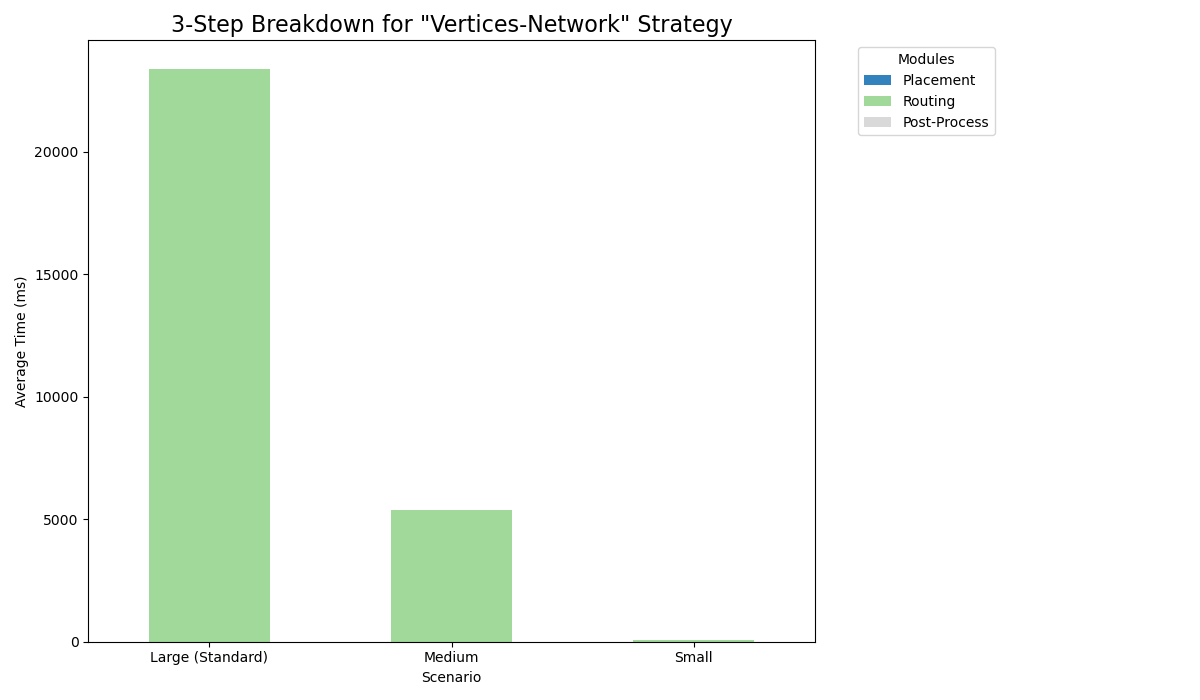 3-Step Breakdown for "Vertices-Network" Strategy
Modules
Placement
Routing
Post-Process
Average Time (ms)
20000
15000
10000
5000
0
Large (Standard)
Medium
Small
Scenario